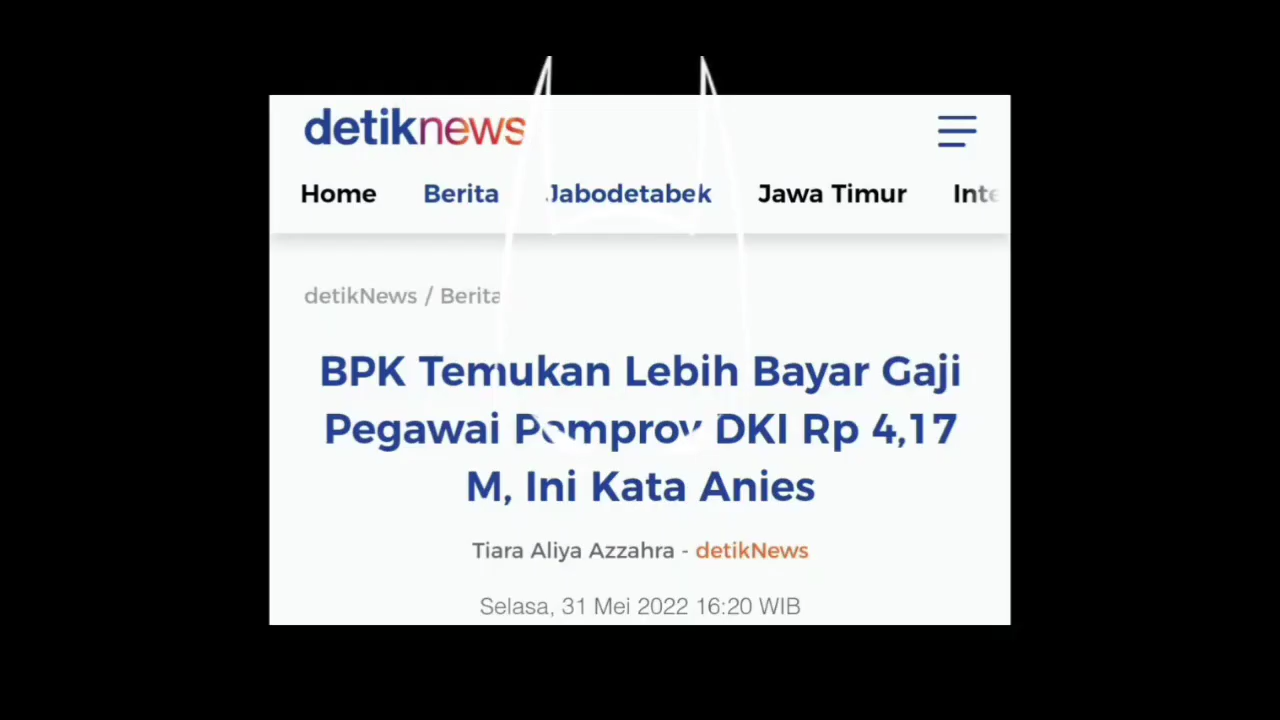 detiknews
Home Berita Jabodetabek Jawa Timur Inte
detikNews / Berita
BPK Temukan Lebih Bayar Gaji
Pegawai Pemprov DKI Rp 4,17
M, Ini Kata Anies
Tiara Aliya Azzahra - detikNews
Selasa, 31 Mei 2022 16:20 WIB